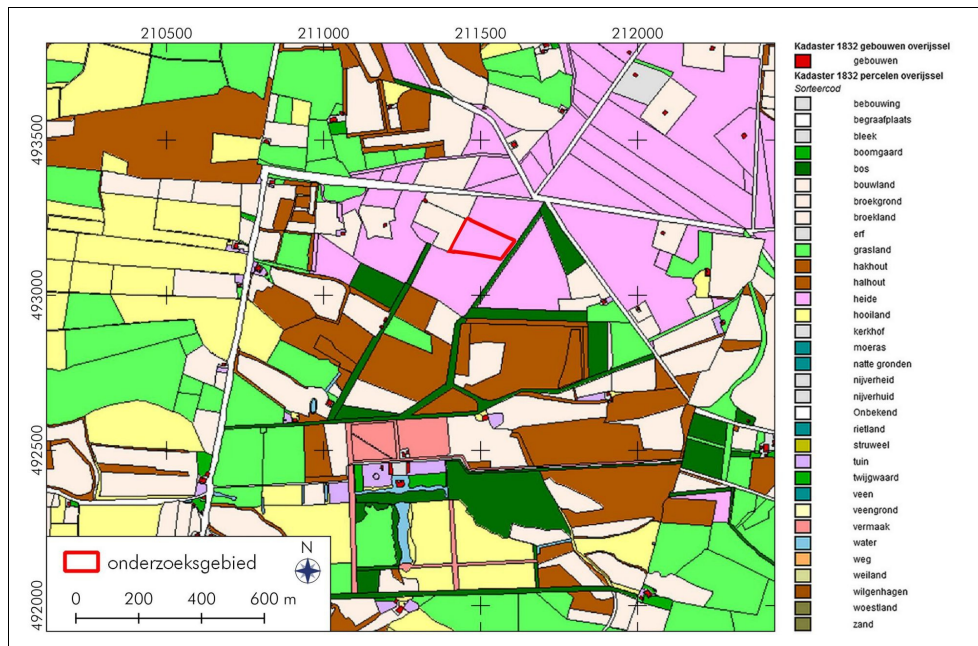 210500 211000 211500 212000
493500
493000
492500
492000
onderzoeksgebied
N
0 200 400 600 m
Kadaster 1832 gebouwen overijssel
gebouwen
Kadaster 1832 percelen overijssel
Sorteercod
bebouwing
begraafplaats
bleek
boomgaard
bos
bouwland
broekgrond
broekland
erf
grasland
hakhout
halhout
heide
hooiland
kerkhof
moeras
natte gronden
nijverheid
nijverhuid
Onbekend
rietland
struweel
tuin
twijgwaard
veen
veengrond
vermaak
water
weg
weiland
wilgenhagen
woestland
zand